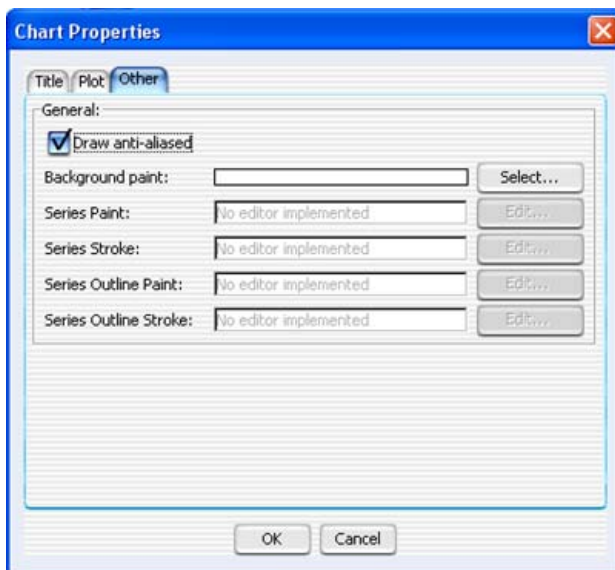 Chart Properties
Title Plot Other
General:
Draw anti-aliased
Background paint: Select...
Series Paint: No editor implemented Edit...
Series Stroke: No editor implemented Edit...
Series Outline Paint: No editor implemented Edit...
Series Outline Stroke: No editor implemented Edit...
OK Cancel